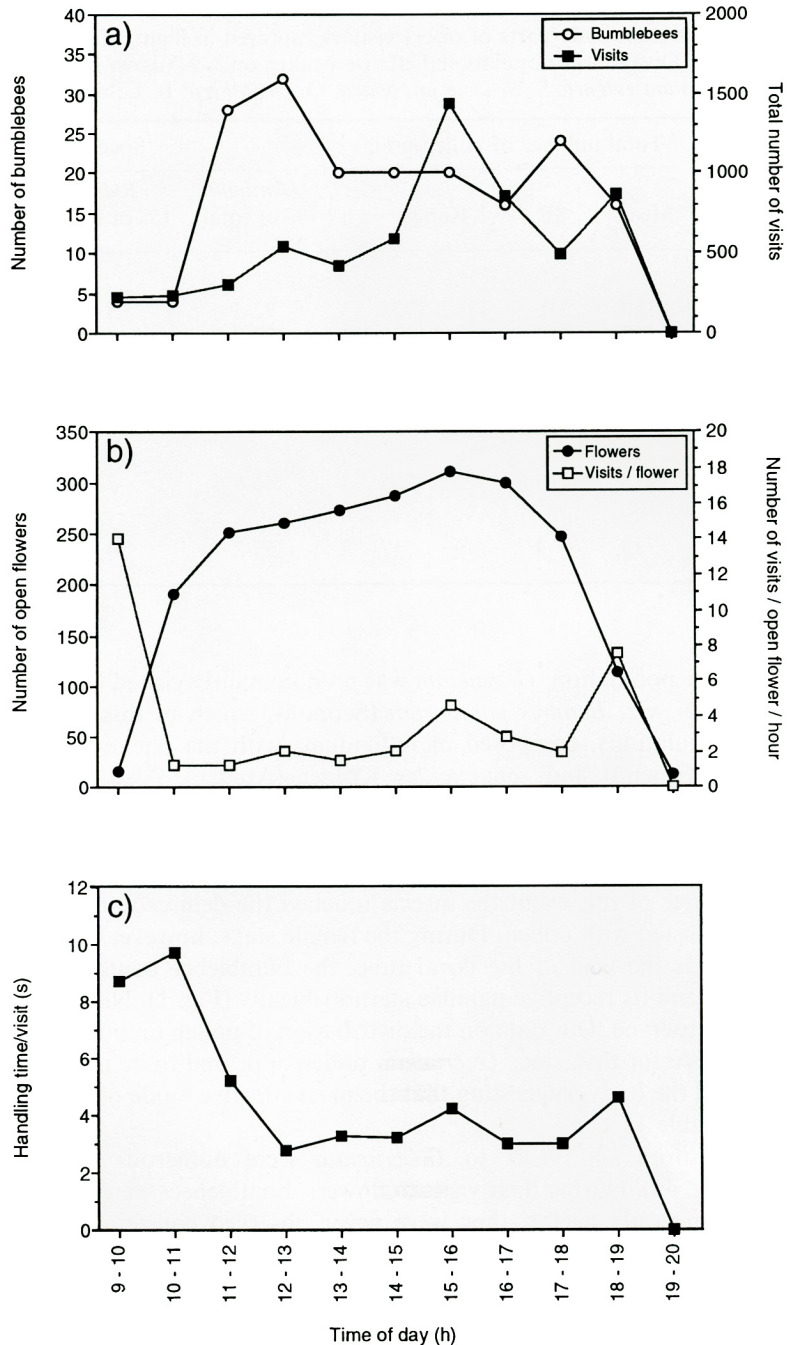 a)
Bumblebees
Visits
Number of bumblebees
40
35
30
25
20
15
10
5
0
Total number of visits
2000
1500
1000
500
0
b)
Flowers
Visits / flower
Number of open flowers
350
300
250
200
150
100
50
0
Number of visits / open flower / hour
20
18
16
14
12
10
8
6
4
2
0
c)
Handling time/visit (s)
12
10
8
6
4
2
0
9 - 10
10 - 11
11 - 12
12 - 13
13 - 14
14 - 15
15 - 16
16 - 17
17 - 18
18 - 19
19 - 20
Time of day (h)